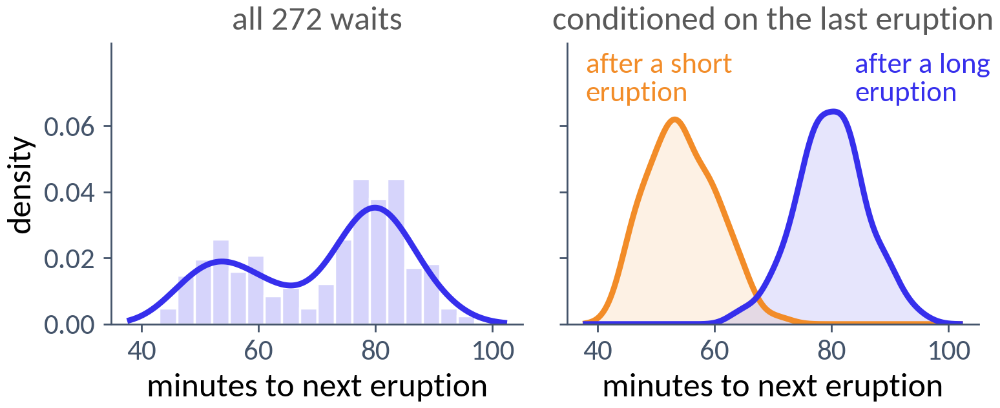 all 272 waits
density
0.06
0.04
0.02
0.00
40 60 80 100
minutes to next eruption
conditioned on the last eruption
after a short
eruption
after a long
eruption
40 60 80 100
minutes to next eruption